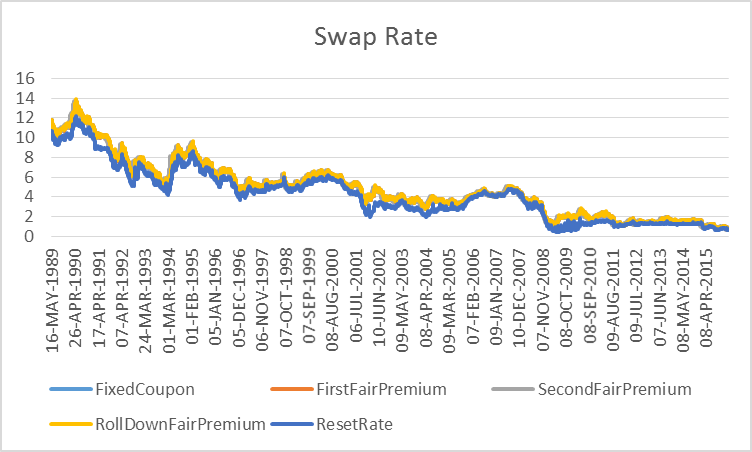 Swap Rate
16
14
12
10
8
6
4
2
0
16-MAY-1989
26-APR-1990
17-APR-1991
07-APR-1992
24-MAR-1993
01-MAR-1994
01-FEB-1995
15-JAN-1996
05-DEC-1996
06-NOV-1997
07-OCT-1998
07-SEP-1999
08-AUG-2000
06-JUL-2001
10-JUN-2002
09-MAY-2003
08-APR-2004
09-MAR-2005
07-FEB-2006
09-JAN-2007
10-DEC-2007
07-NOV-2008
08-OCT-2009
08-SEP-2010
09-AUG-2011
09-JUL-2012
07-JUN-2013
08-MAY-2014
08-APR-2015
FixedCoupon
FirstFairPremium
SecondFairPremium
RollDownFairPremium
ResetRate